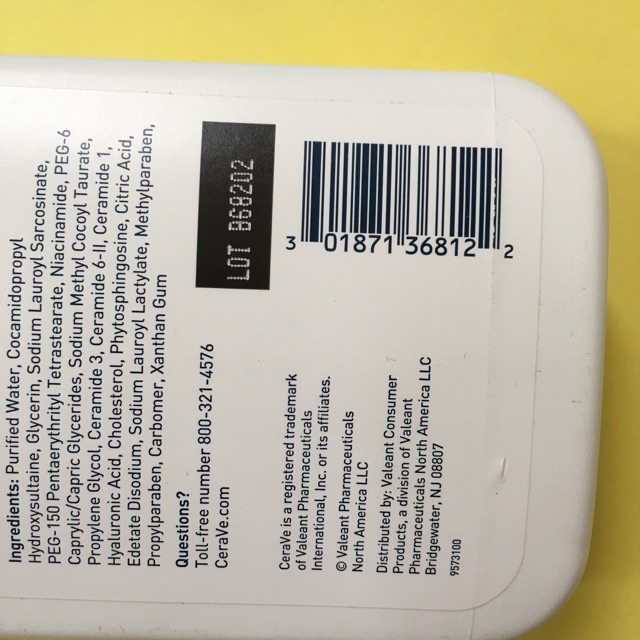 Ingredients: Purified Water, Cocamidopropyl
Hydroxysultaine, Glycerin, Sodium Lauroyl Sarcosinate,
PEG-150 Pentaerythrityl Tetrastearate, Niacinamide, PEG-6
Caprylic/Capric Glycerides, Sodium Methyl Cocoyl Taurate,
Propylene Glycol, Ceramide 3, Ceramide 6-II, Ceramide 1,
Hyaluronic Acid, Cholesterol, Phytosphingosine, Citric Acid,
Edetate Disodium, Sodium Lauroyl Lactylate, Methylparaben,
Propylparaben, Carbomer, Xanthan Gum
Questions?
Toll-free number 800-321-4576
CeraVe.com
LOT B68202
3 01871 36812 2
CeraVe is a registered trademark
of Valeant Pharmaceuticals
International, Inc. or its affiliates.
© Valeant Pharmaceuticals
North America LLC
Distributed by: Valeant Consumer
Products, a division of Valeant
Pharmaceuticals North America LLC
Bridgewater, NJ 08807
9573100